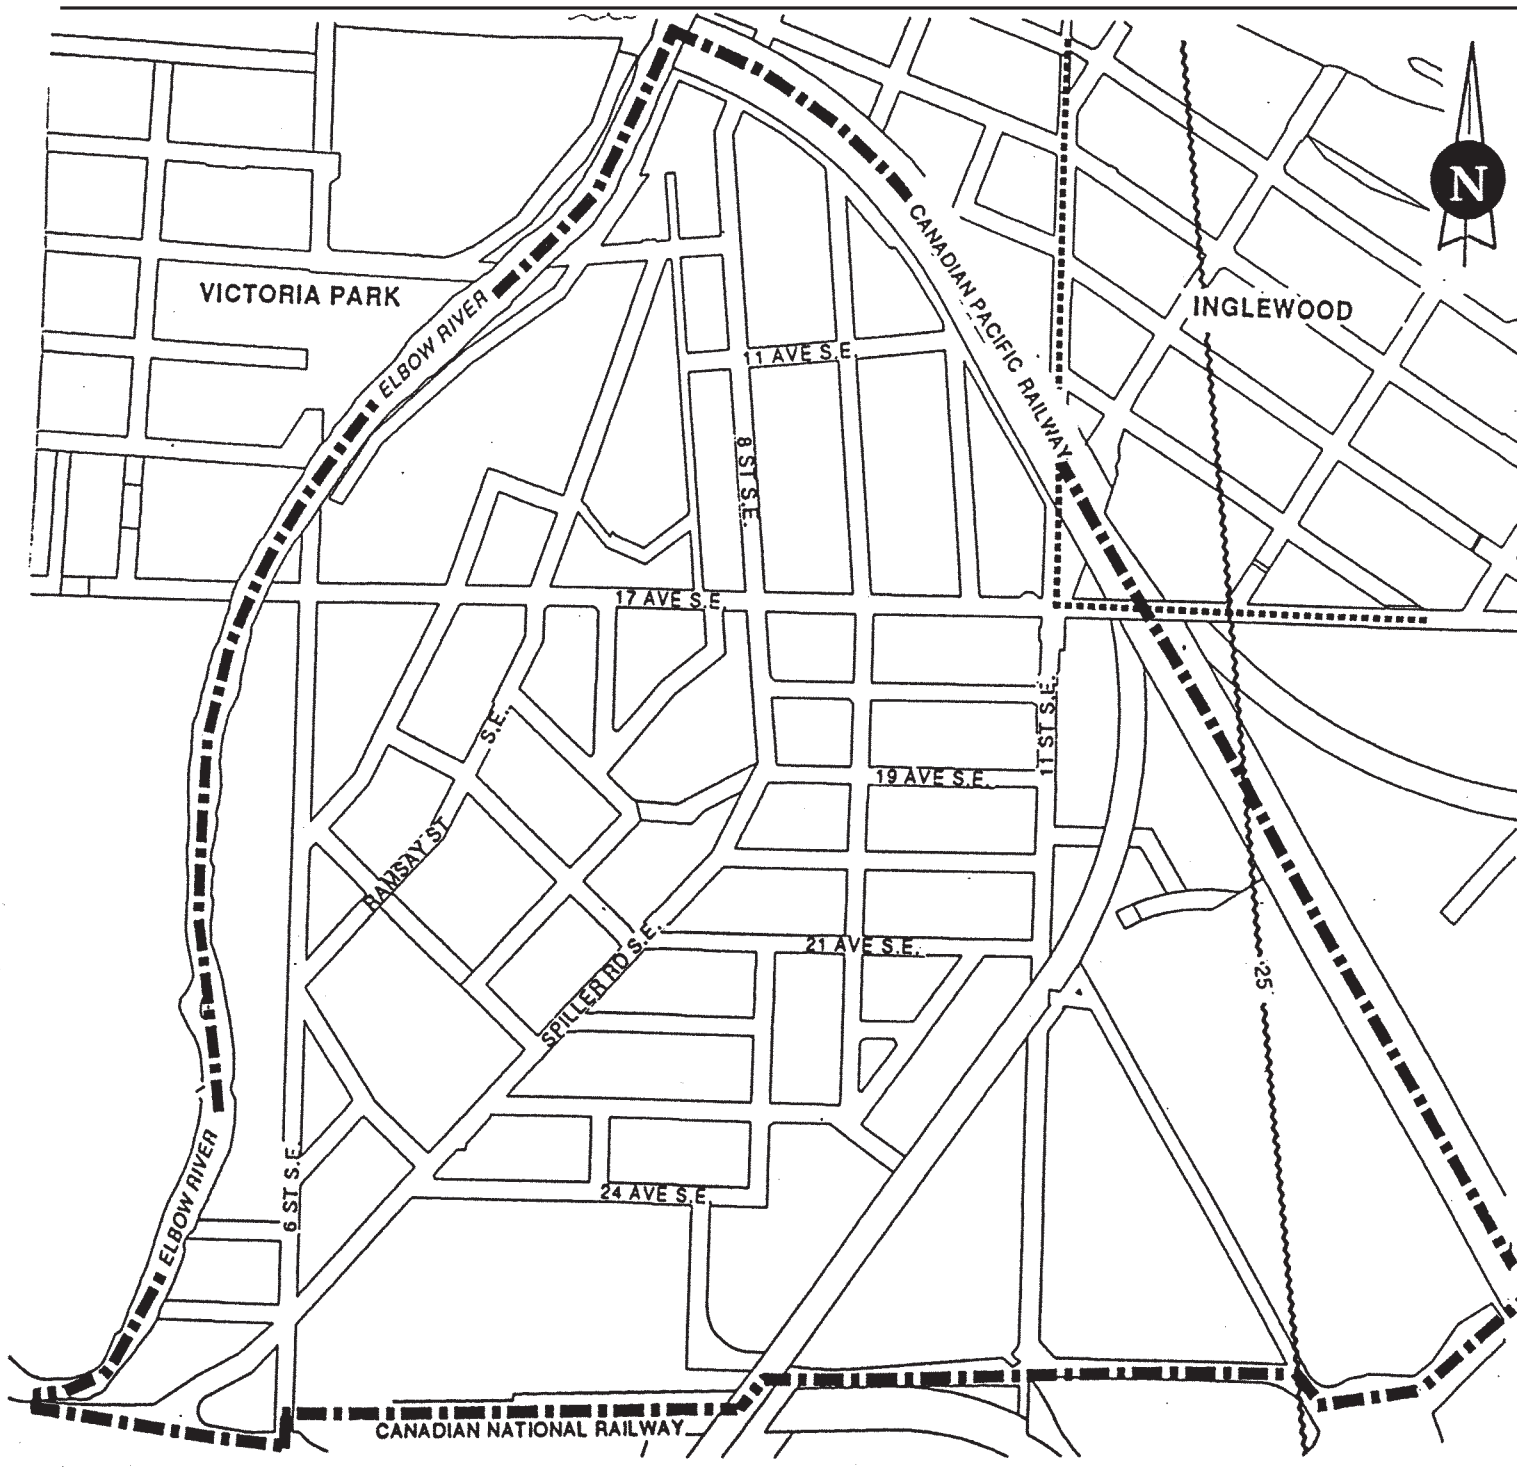 N
VICTORIA PARK
INGLEWOOD
ELBOW RIVER
CANADIAN PACIFIC RAILWAY
11 AVE S.E.
8 ST S.E.
17 AVE S.E.
S.E.
11 ST S.E.
19 AVE S.E.
RAMSAY ST
21 AVE S.E.
SPILLER RD S.E.
25
ELBOW RIVER
6 ST S.E.
24 AVE S.E.
CANADIAN NATIONAL RAILWAY